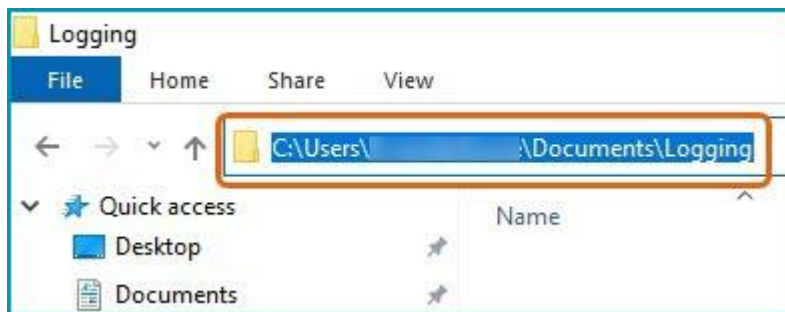 Logging
File Home Share View
C:\Users\ \Documents\Logging
Quick access
Name
Desktop
Documents